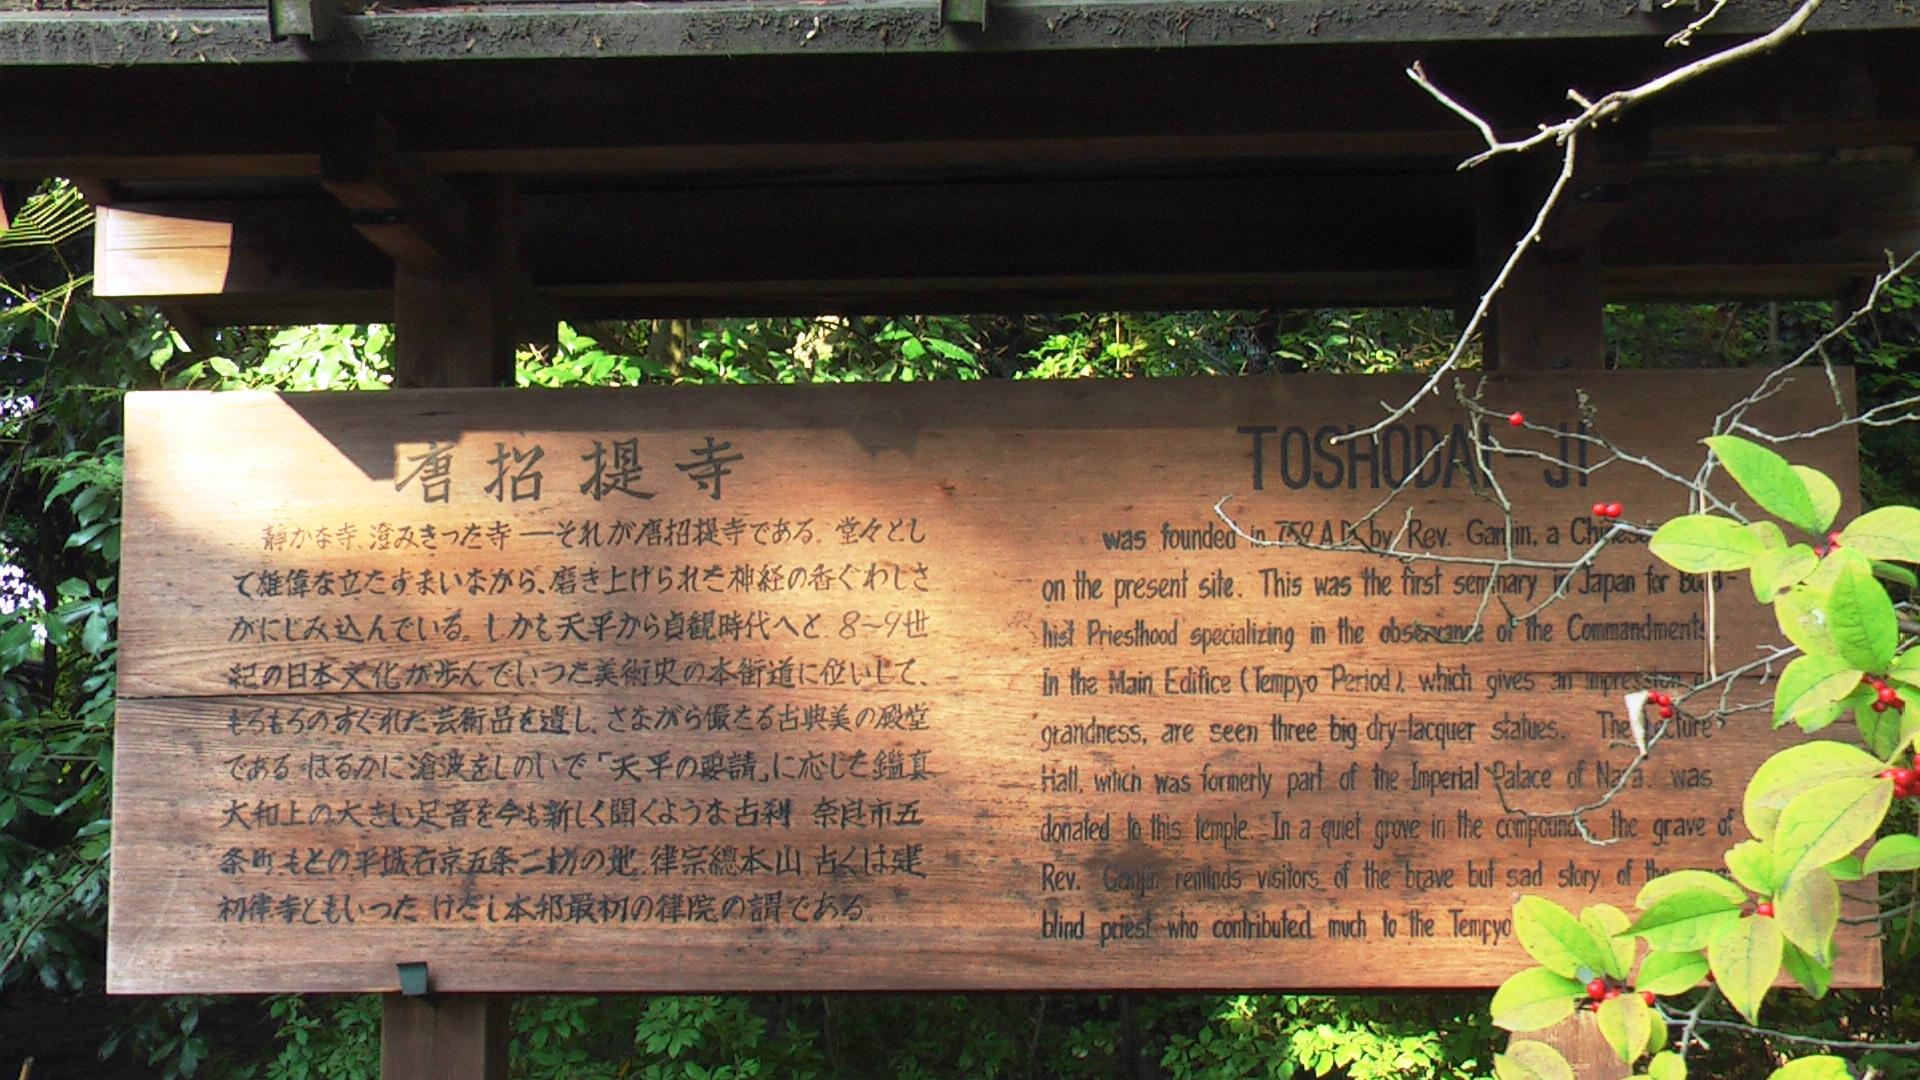 唐招提寺
静かな寺、澄みきった寺 ―それが唐招提寺である。堂々とし
て雄偉な立たずまいながら、磨き上げられた神経の香ぐわしさ
がにじみ込んでいる。しかも天平から貞観時代へと、8〜9世
紀の日本文化が歩んでいった美術史の本街道に位いして、
もろもろのすぐれた芸術品を遺し、さながら儼たる古典美の殿堂
である はるかに滄波をしのいで「天平の要請」に応じた鑑真
大和上の大きい足音を今も新しく聞くような古刹 奈良市五
条町もとの平城右京五条二坊の地。律宗總本山 古くは建
初律寺ともいった けだし本邦最初の律院の謂である。
TOSHODAI JI
was founded in 759 A.D. by Rev. Ganjin, a Chinese
on the present site. This was the first seminary in Japan for Budd-
hist Priesthood specializing in the observance of the Commandments.
In the Main Edifice (Tempyo Period), which gives an impression of
grandness, are seen three big dry-lacquer statues. The Lecture
Hall, which was formerly part of the Imperial Palace of Nara. was
donated to this temple. In a quiet grove in the compounds, the grave of
Rev. Ganjin reminds visitors of the brave but sad story of the
blind priest who contributed much to the Tempyo